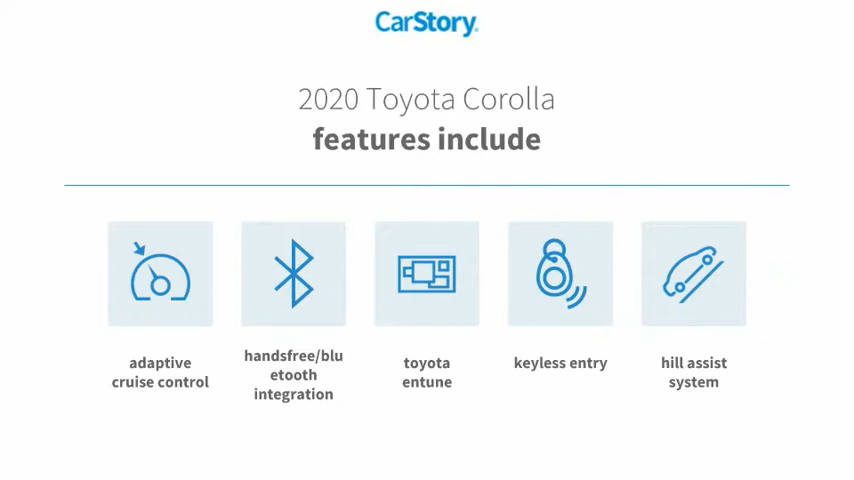 CarStory.
2020 Toyota Corolla
features include
adaptive
cruise control
handsfree/blu
etooth
integration
toyota
entune
keyless entry
hill assist
system